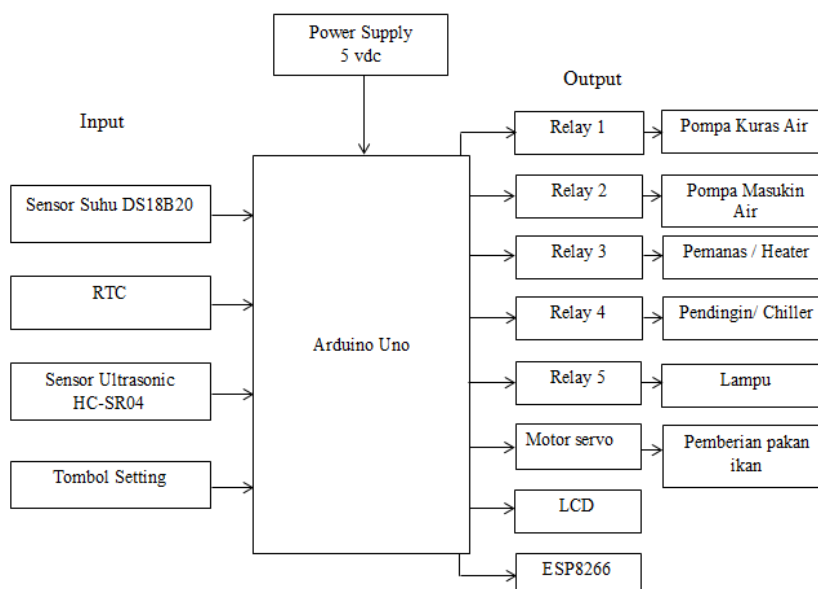 Power Supply
5 vdc
Input
Output
Sensor Suhu DS18B20
RTC
Sensor Ultrasonic
HC-SR04
Tombol Setting
Arduino Uno
Relay 1
Pompa Kuras Air
Relay 2
Pompa Masukin
Air
Relay 3
Pemanas / Heater
Relay 4
Pendingin/ Chiller
Relay 5
Lampu
Motor servo
Pemberian pakan
ikan
LCD
ESP8266